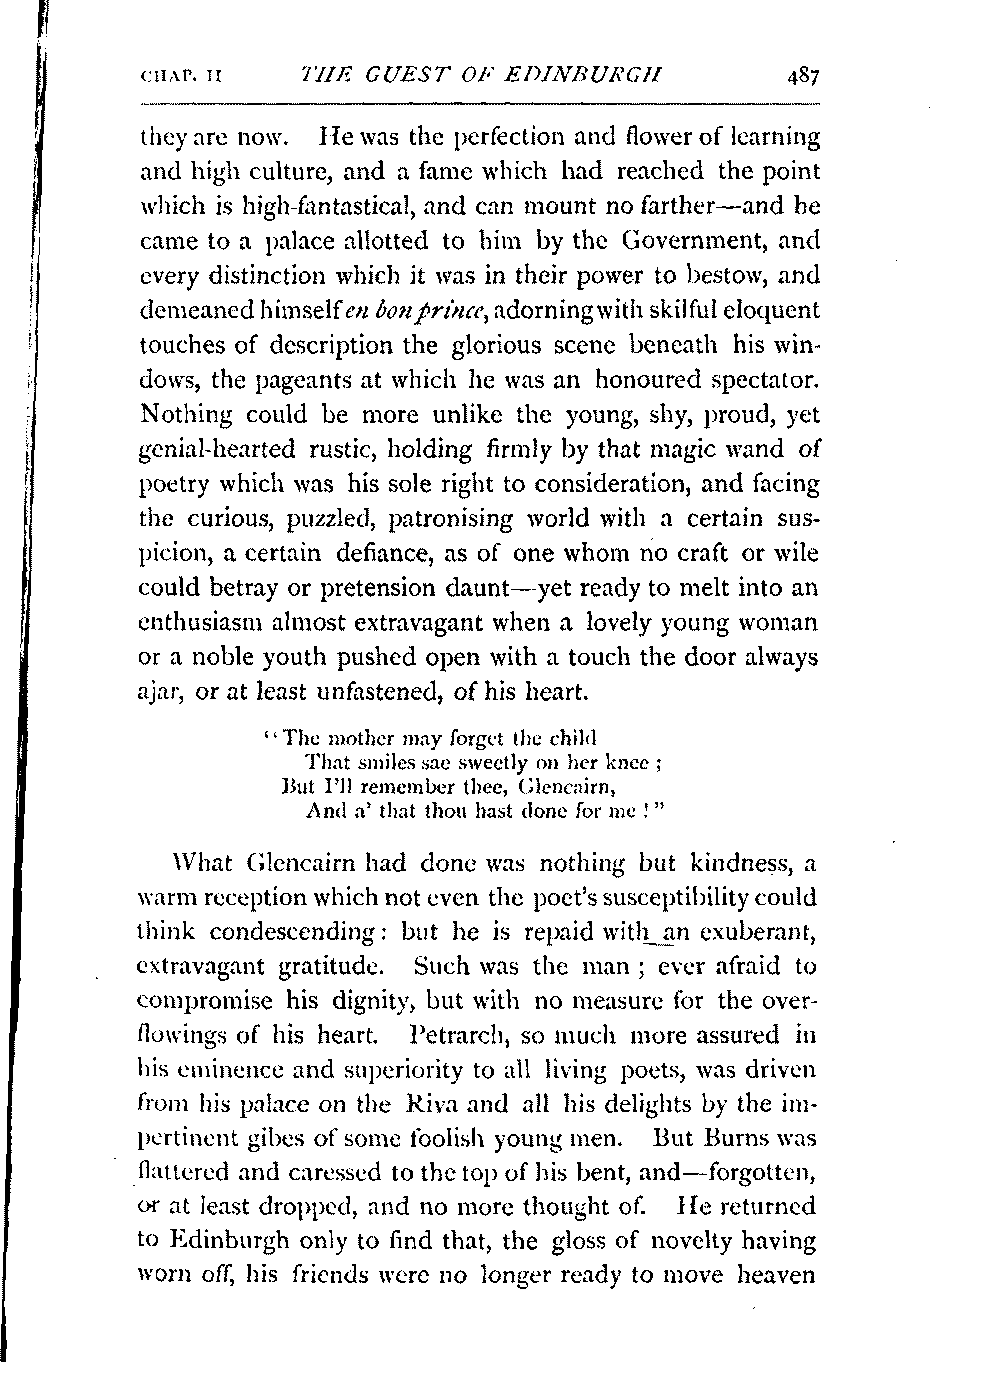 CHAP. II THE GUEST OF EDINBURGH 487
they are now. He was the perfection and flower of learning
and high culture, and a fame which had reached the point
which is high-fantastical, and can mount no farther—and he
came to a palace allotted to him by the Government, and
every distinction which it was in their power to bestow, and
demeaned himself en bon prince, adorning with skilful eloquent
touches of description the glorious scene beneath his win-
dows, the pageants at which he was an honoured spectator.
Nothing could be more unlike the young, shy, proud, yet
genial-hearted rustic, holding firmly by that magic wand of
poetry which was his sole right to consideration, and facing
the curious, puzzled, patronising world with a certain sus-
picion, a certain defiance, as of one whom no craft or wile
could betray or pretension daunt—yet ready to melt into an
enthusiasm almost extravagant when a lovely young woman
or a noble youth pushed open with a touch the door always
ajar, or at least unfastened, of his heart.
"The mother may forget the child
That smiles sae sweetly on her knee ;
But I'll remember thee, Glencairn,
And a' that thou hast done for me !"
What Glencairn had done was nothing but kindness, a
warm reception which not even the poet's susceptibility could
think condescending : but he is repaid with an exuberant,
extravagant gratitude. Such was the man ; ever afraid to
compromise his dignity, but with no measure for the over-
flowings of his heart. Petrarch, so much more assured in
his eminence and superiority to all living poets, was driven
from his palace on the Riva and all his delights by the im-
pertinent gibes of some foolish young men. But Burns was
flattered and caressed to the top of his bent, and—forgotten,
or at least dropped, and no more thought of. He returned
to Edinburgh only to find that, the gloss of novelty having
worn off, his friends were no longer ready to move heaven